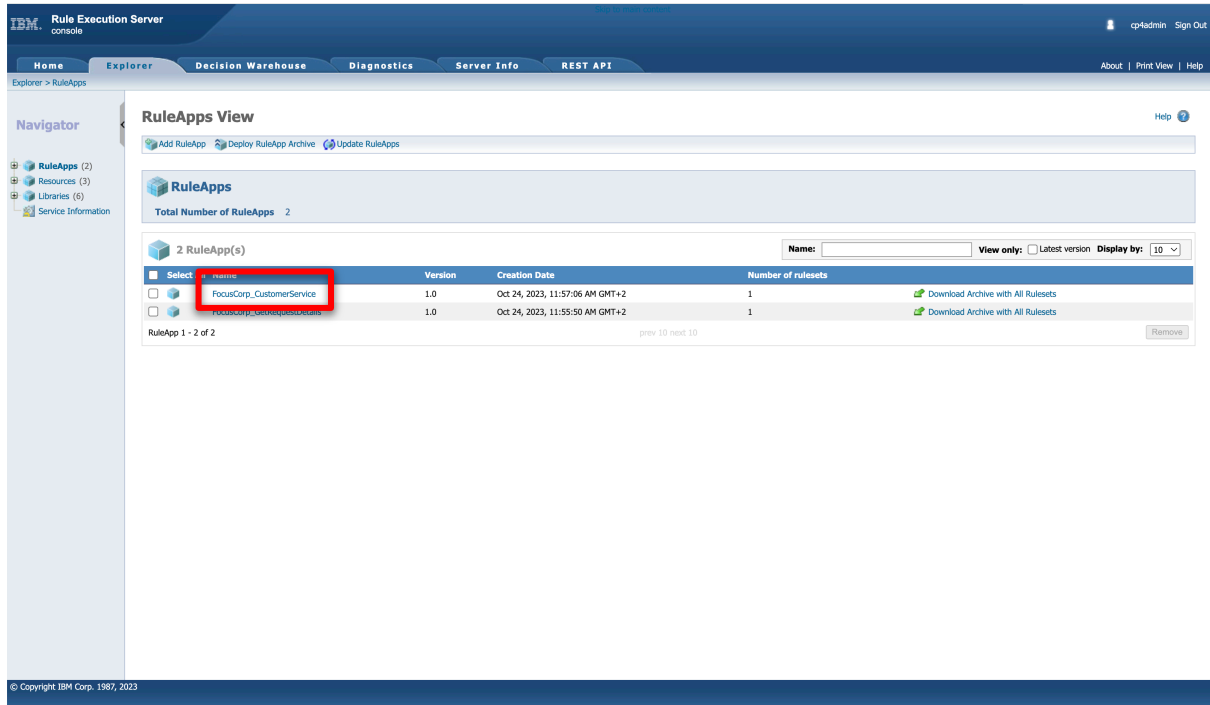 Skip to main content
IBM. Rule Execution Server
console
cp4admin Sign Out
Home Explorer Decision Warehouse Diagnostics Server Info REST API About | Print View | Help
Explorer > RuleApps
Navigator
RuleApps (2)
Resources (3)
Libraries (6)
Service Information
RuleApps View Help ?
Add RuleApp Deploy RuleApp Archive Update RuleApps
RuleApps
Total Number of RuleApps 2
2 RuleApp(s) Name: View only: Latest version Display by: 10
Select Name Version Creation Date Number of rulesets
FocusCorp_CustomerService 1.0 Oct 24, 2023, 11:57:06 AM GMT+2 1 Download Archive with All Rulesets
FocusCorp_GetRequestDetails 1.0 Oct 24, 2023, 11:55:50 AM GMT+2 1 Download Archive with All Rulesets
RuleApp 1 - 2 of 2 prev 10 next 10 Remove
© Copyright IBM Corp. 1987, 2023